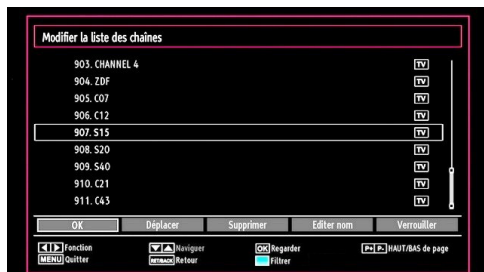 Modifier la liste des chaînes
903. CHANNEL 4 TV
904. ZDF TV
905. C07 TV
906. C12 TV
907. S15 TV
908. S20 TV
909. S40 TV
910. C21 TV
911. C43 TV
OK Déplacer Supprimer Editer nom Verrouiller
Fonction Naviguer OK Regarder P+ P- HAUT/BAS de page
MENU Quitter RET/BACK Retour Filtrer